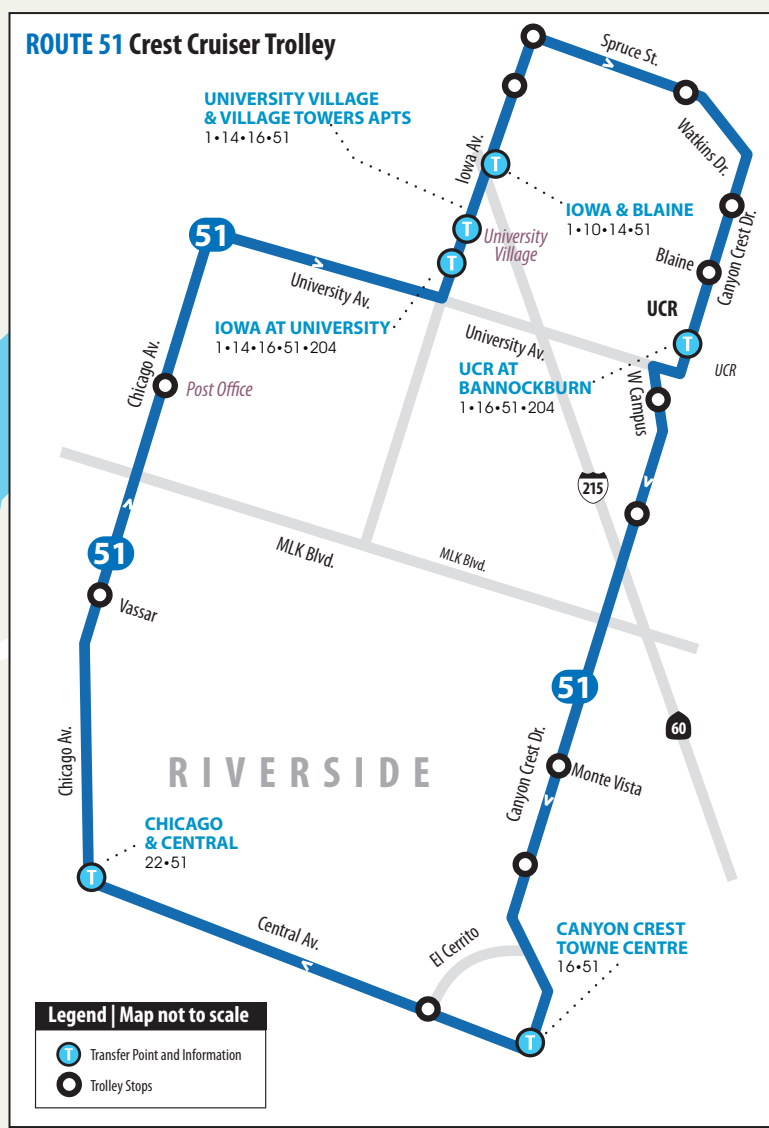 ROUTE 51 Crest Cruiser Trolley
Spruce St.
UNIVERSITY VILLAGE
& VILLAGE TOWERS APTS
1•14•16•51
Iowa Av.
Watkins Dr.
IOWA & BLAINE
1•10•14•51
51
University
Village
Canyon Crest Dr.
Blaine
University Av.
UCR
IOWA AT UNIVERSITY
1•14•16•51•204
University Av.
UCR AT
BANNOCKBURN
1•16•51•204
UCR
Chicago Av.
Post Office
W Campus
215
MLK Blvd.
MLK Blvd.
51
Vassar
51
60
Chicago Av.
RIVERSIDE
Canyon Crest Dr.
Monte Vista
CHICAGO
& CENTRAL
22•51
T
T
T
T
T
T
Central Av.
El Cerrito
CANYON CREST
TOWNE CENTRE
16•51
Legend | Map not to scale
T Transfer Point and Information
Trolley Stops